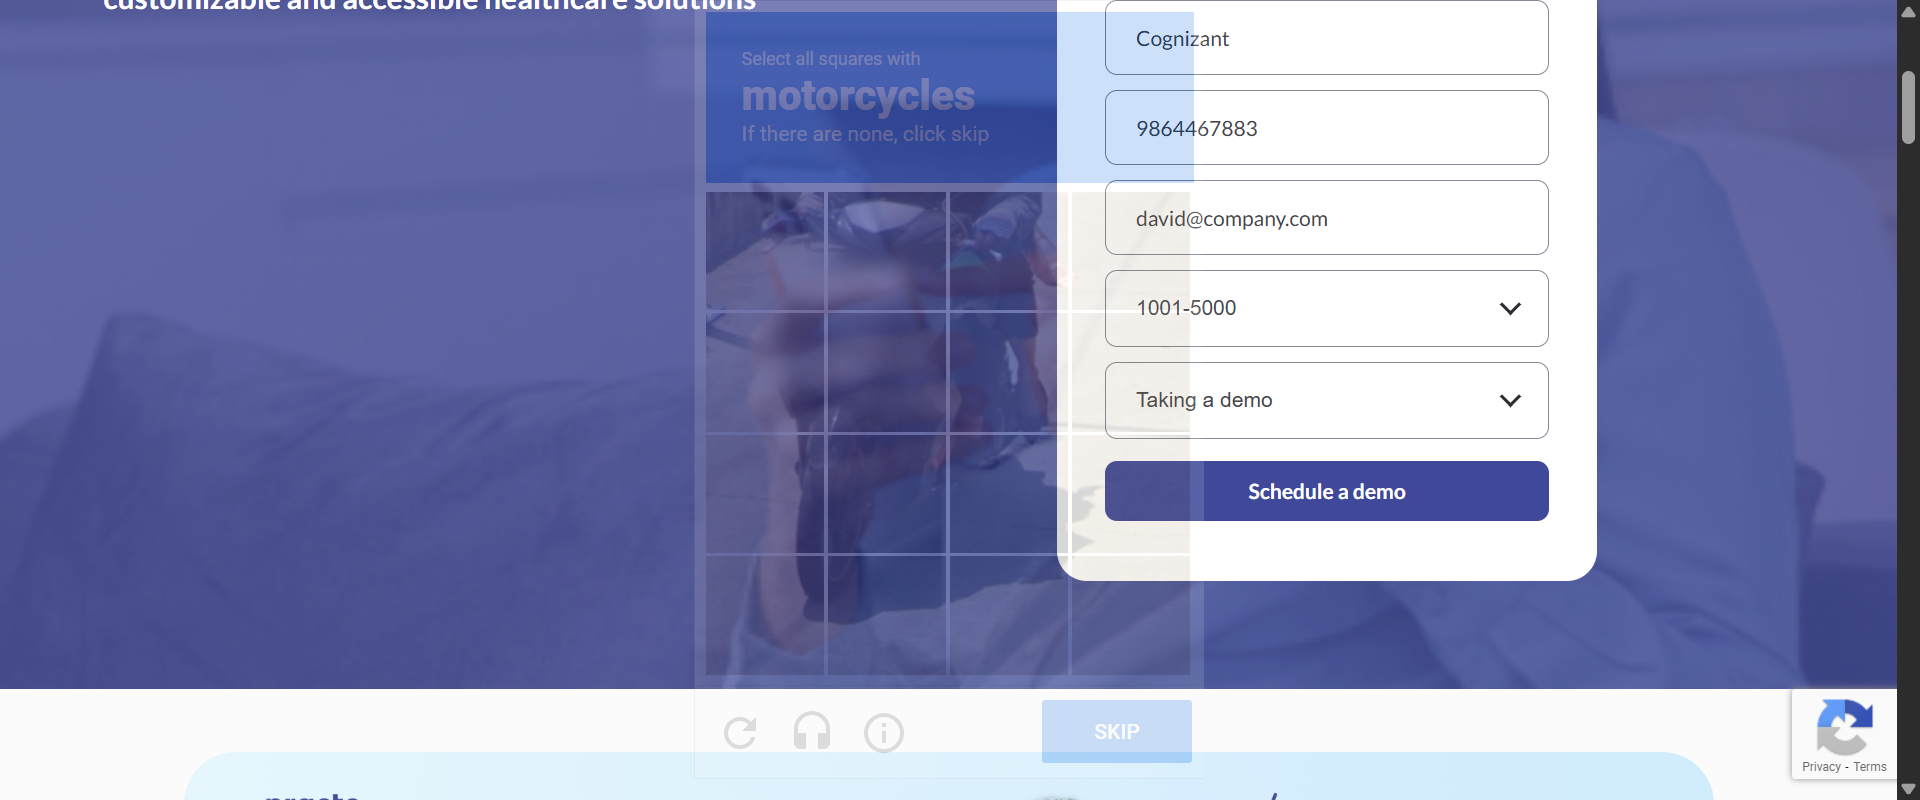 customizable and accessible healthcare solutions
Select all squares with
motorcycles
If there are none, click skip
Cognizant
9864467883
david@company.com
1001-5000
Taking a demo
Schedule a demo
SKIP
Privacy - Terms